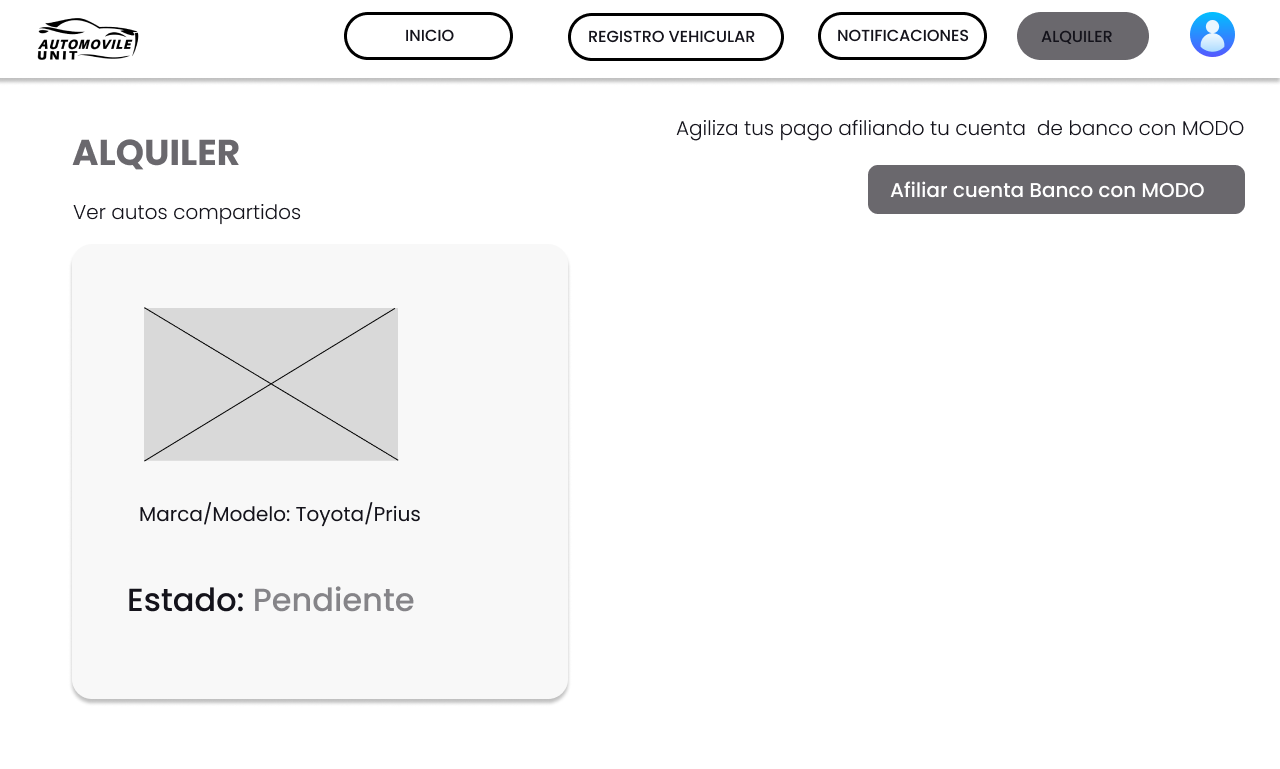 AUTOMOVILE
UNIT
INICIO
REGISTRO VEHICULAR
NOTIFICACIONES
ALQUILER
Agiliza tus pago afiliando tu cuenta  de banco con MODO
ALQUILER
Afiliar cuenta Banco con MODO
Ver autos compartidos
Marca/Modelo: Toyota/Prius
Estado: Pendiente